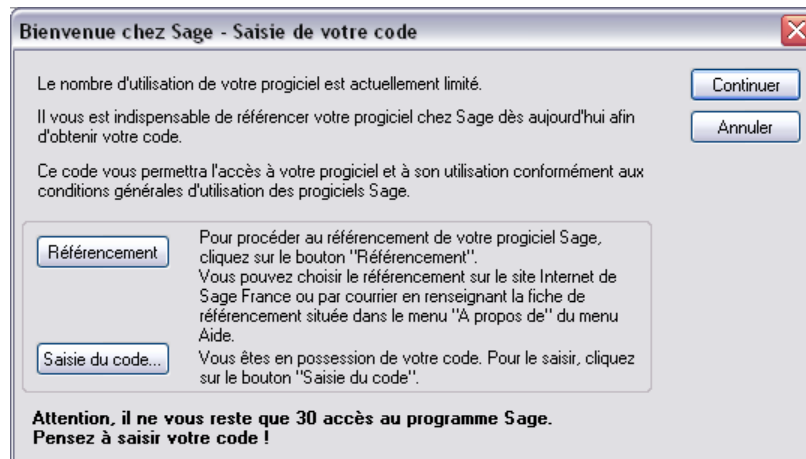 Bienvenue chez Sage - Saisie de votre code
Le nombre d'utilisation de votre progiciel est actuellement limité.
Continuer
Il vous est indispensable de référencer votre progiciel chez Sage dès aujourd'hui afin
d'obtenir votre code.
Annuler
Ce code vous permettra l'accès à votre progiciel et à son utilisation conformément aux
conditions générales d'utilisation des progiciels Sage.
Référencement
Pour procéder au référencement de votre progiciel Sage,
cliquez sur le bouton "Référencement".
Vous pouvez choisir le référencement sur le site Internet de
Sage France ou par courrier en renseignant la fiche de
référencement située dans le menu "A propos de" du menu
Aide.
Saisie du code...
Vous êtes en possession de votre code. Pour le saisir, cliquez
sur le bouton "Saisie du code".
Attention, il ne vous reste que 30 accès au programme Sage.
Pensez à saisir votre code !